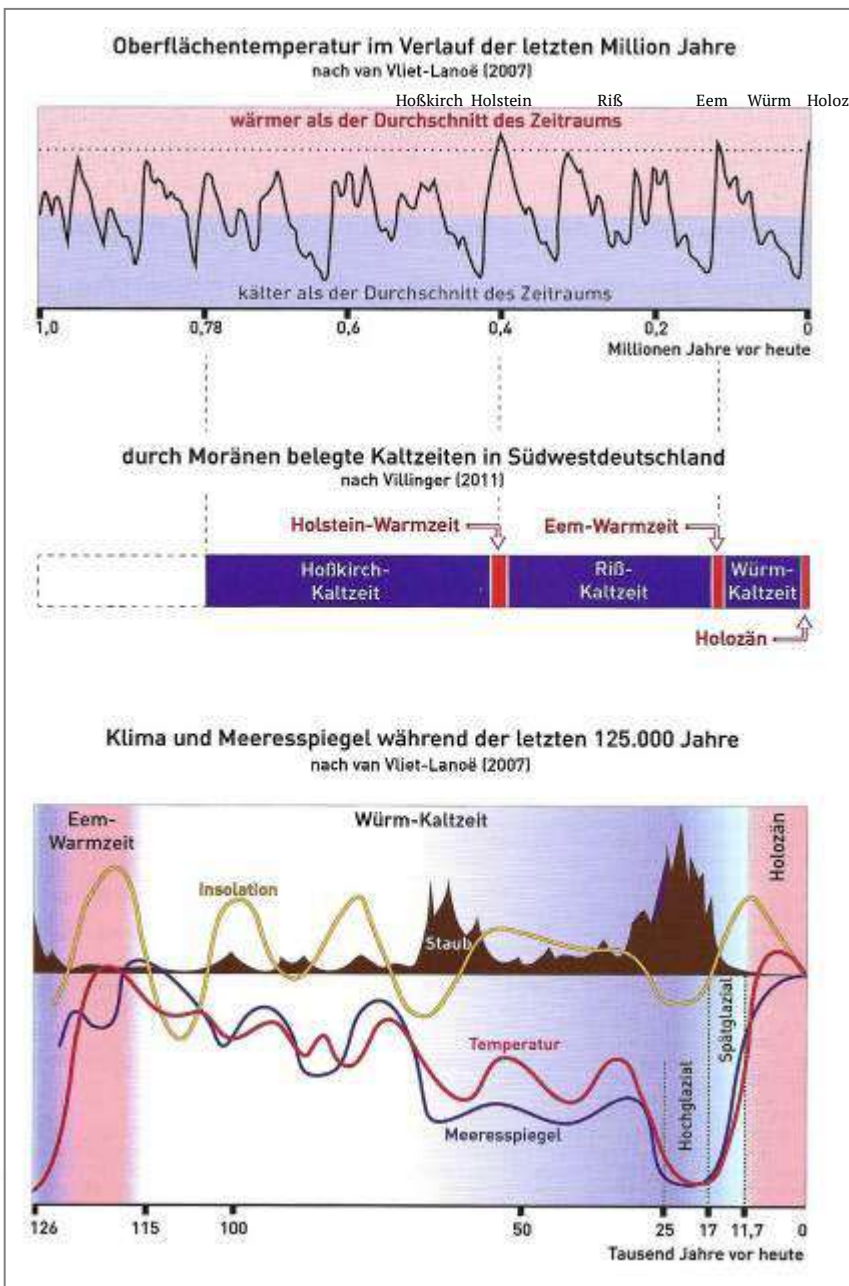 Oberflächentemperatur im Verlauf der letzten Million Jahre
nach van Vliet-Lanoë (2007)
Hoßkirch Holstein Riß Eem Würm Holoz
wärmer als der Durchschnitt des Zeitraums
kälter als der Durchschnitt des Zeitraums
1,0 0,78 0,6 0,4 0,2 0
Millionen Jahre vor heute
durch Moränen belegte Kaltzeiten in Südwestdeutschland
nach Villinger (2011)
Holstein-Warmzeit Eem-Warmzeit
Hoßkirch-
Kaltzeit
Riß-
Kaltzeit
Würm-
Kaltzeit
Holozän
Klima und Meeresspiegel während der letzten 125.000 Jahre
nach van Vliet-Lanoë (2007)
Eem-
Warmzeit
Würm-Kaltzeit
Holozän
Insolation
Staub
Temperatur
Meeresspiegel
Hochglazial
Spätglazial
126 115 100 50 25 17 11,7 0
Tausend Jahre vor heute